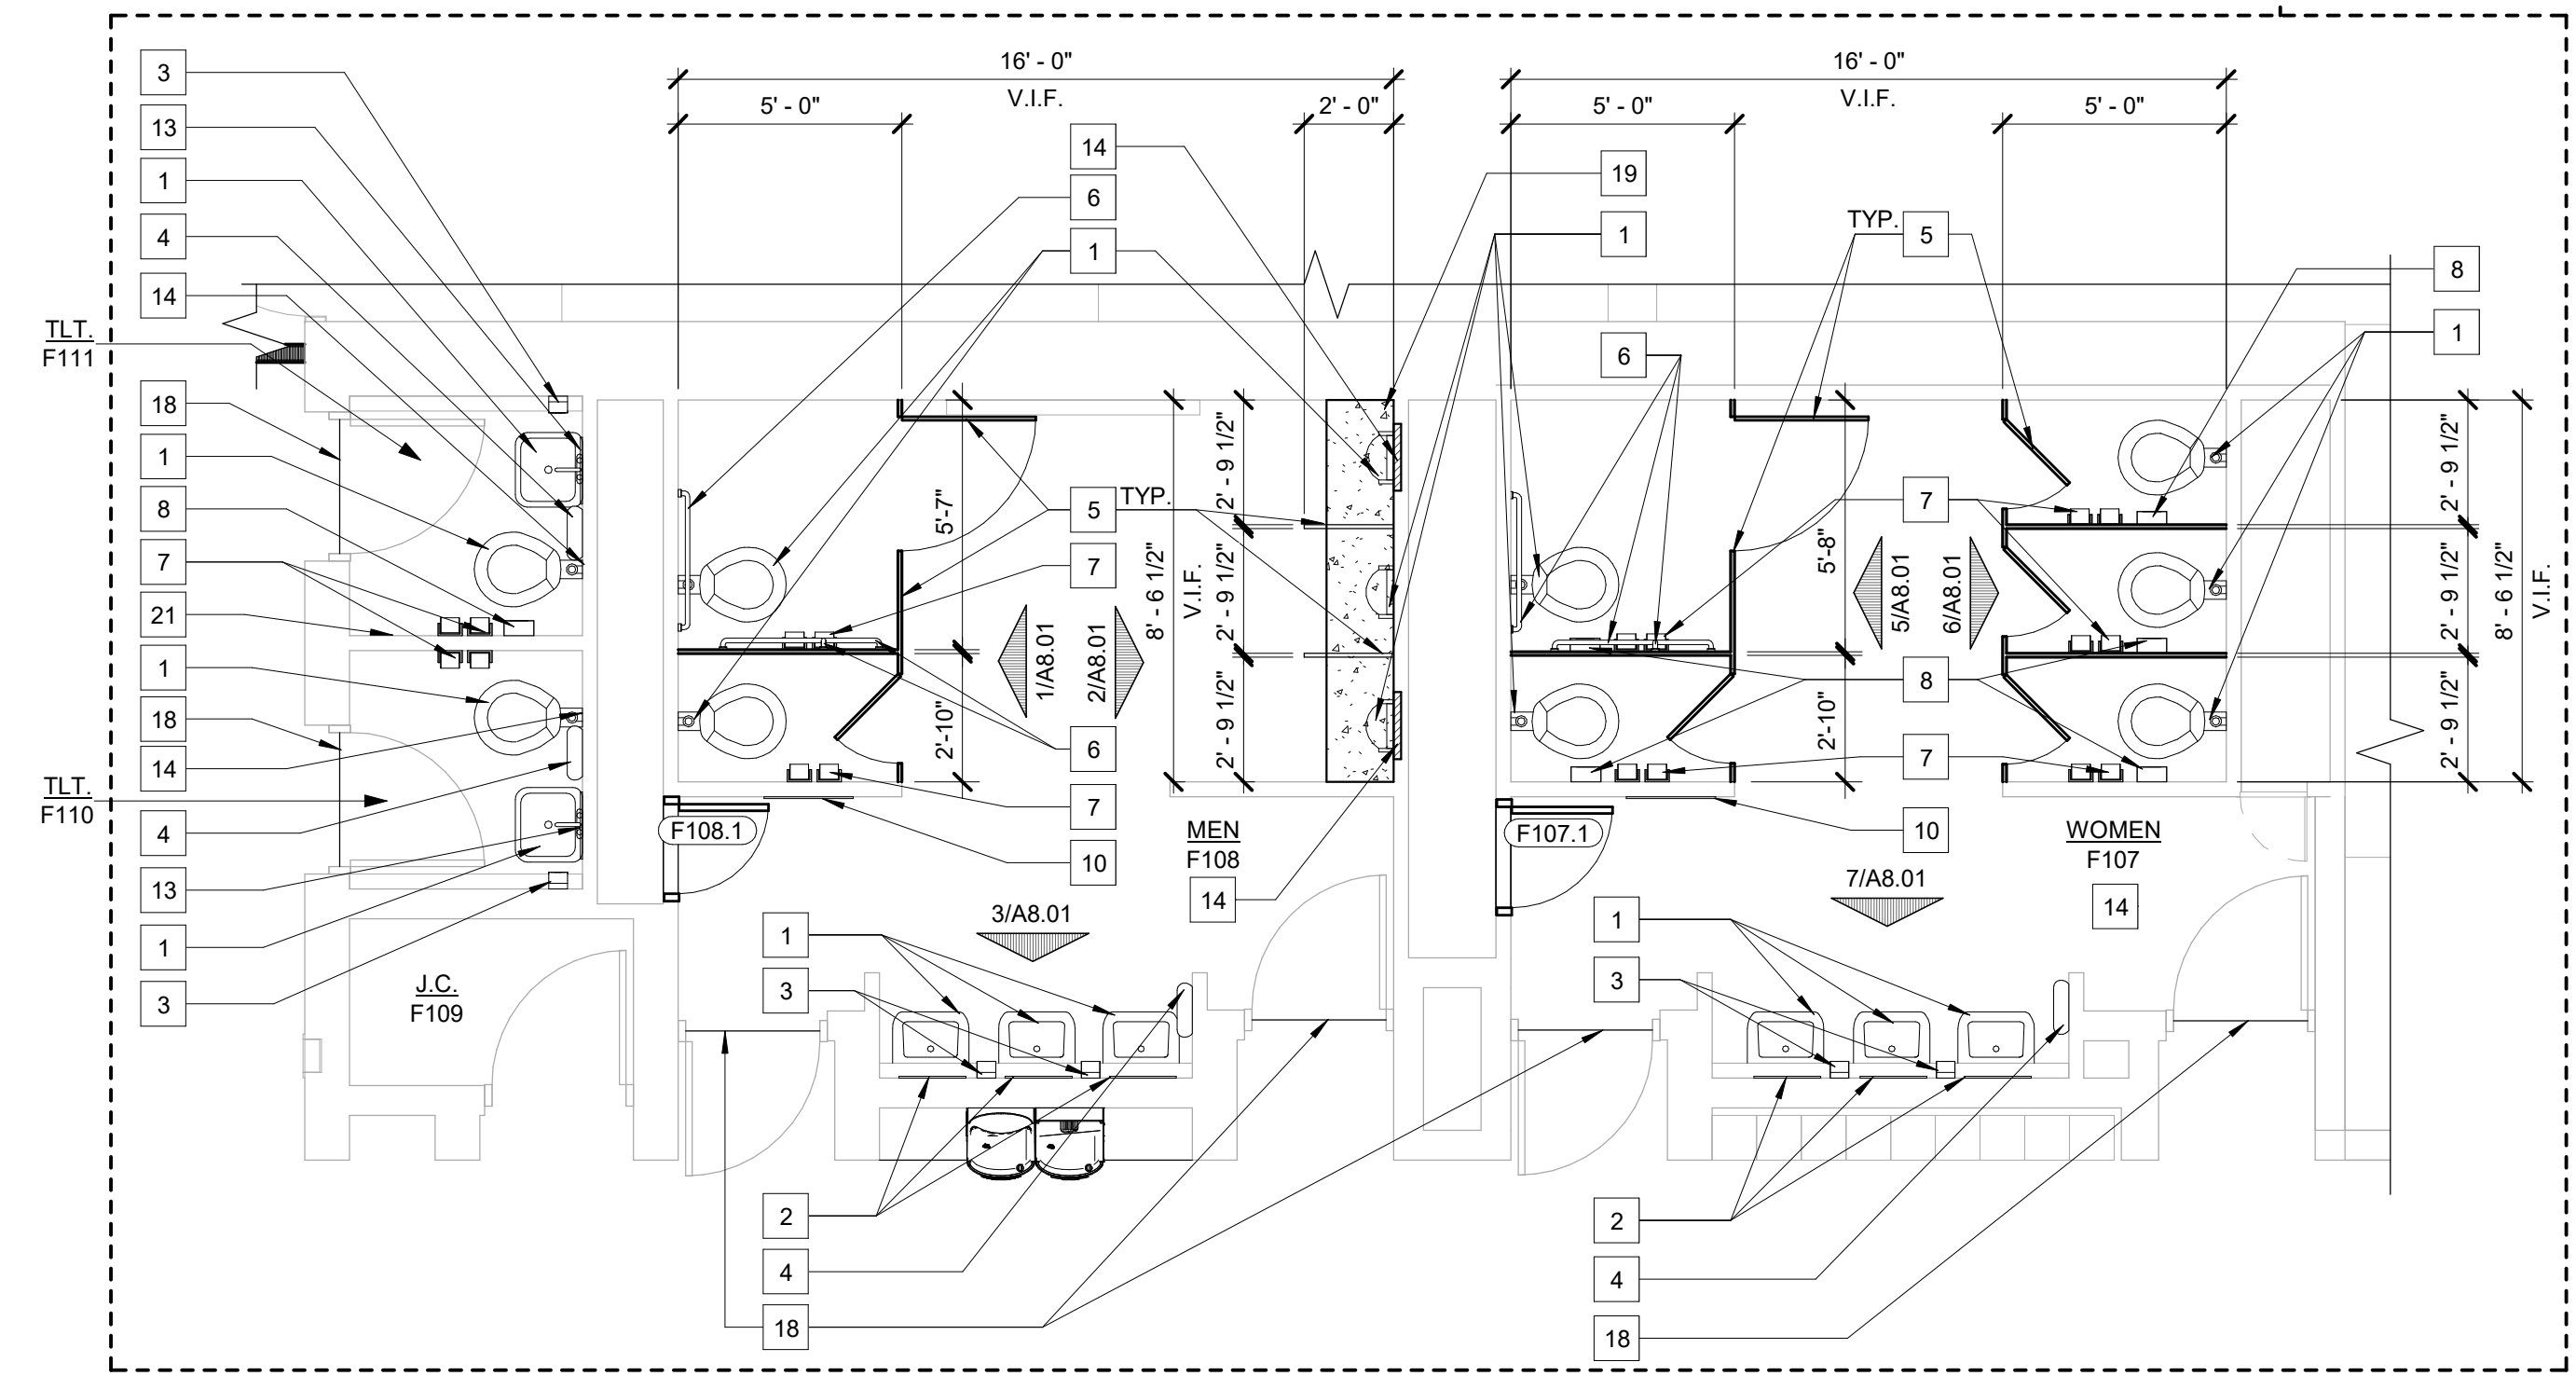 16' - 0"
V.I.F.
5' - 0"
2' - 0"
16' - 0"
V.I.F.
5' - 0"
5' - 0"
3
13
1
4
14
TLT.
F111
18
1
8
7
21
1
18
14
TLT.
F110
4
13
1
3
J.C.
F109
14
6
1
5
TYP.
7
6
7
10
5'-7"
2'-10"
1/A8.01
2/A8.01
8' - 6 1/2"
V.I.F.
2' - 9 1/2"
2' - 9 1/2"
2' - 9 1/2"
F108.1
MEN
F108
14
3/A8.01
1
3
2
4
18
19
1
TYP.
5
6
7
8
7
10
5'-8"
2'-10"
5/A8.01
6/A8.01
8
1
2' - 9 1/2"
2' - 9 1/2"
2' - 9 1/2"
8' - 6 1/2"
V.I.F.
F107.1
WOMEN
F107
14
7/A8.01
1
3
2
4
18